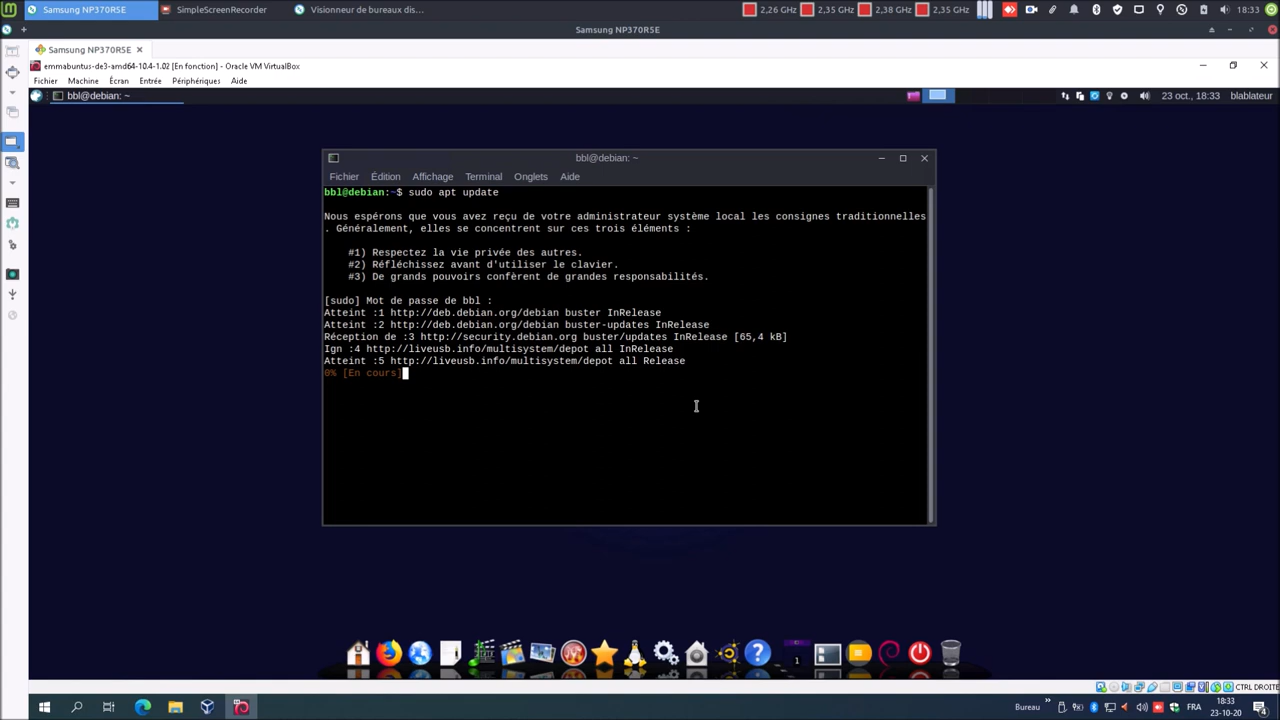 Samsung NP370R5E
SimpleScreenRecorder
Visionneur de bureaux dis...
2,26 GHz
2,35 GHz
2,38 GHz
2,35 GHz
18:33
Samsung NP370R5E
Samsung NP370R5E
emmabuntus-de3-amd64-10.4-1.02 [En fonction] - Oracle VM VirtualBox
Fichier Machine Écran Entrée Périphériques Aide
bbl@debian: ~
23 oct., 18:33 blablateur
bbl@debian: ~
Fichier Édition Affichage Terminal Onglets Aide
bbl@debian:~$ sudo apt update
Nous espérons que vous avez reçu de votre administrateur système local les consignes traditionnelles
. Généralement, elles se concentrent sur ces trois éléments :
#1) Respectez la vie privée des autres.
#2) Réfléchissez avant d'utiliser le clavier.
#3) De grands pouvoirs confèrent de grandes responsabilités.
[sudo] Mot de passe de bbl :
Atteint :1 http://deb.debian.org/debian buster InRelease
Atteint :2 http://deb.debian.org/debian buster-updates InRelease
Réception de :3 http://security.debian.org buster/updates InRelease [65,4 kB]
Ign :4 http://liveusb.info/multisystem/depot all InRelease
Atteint :5 http://liveusb.info/multisystem/depot all Release
0% [En cours]
1
CTRL DROITE
Bureau
FRA
18:33
23-10-20
4